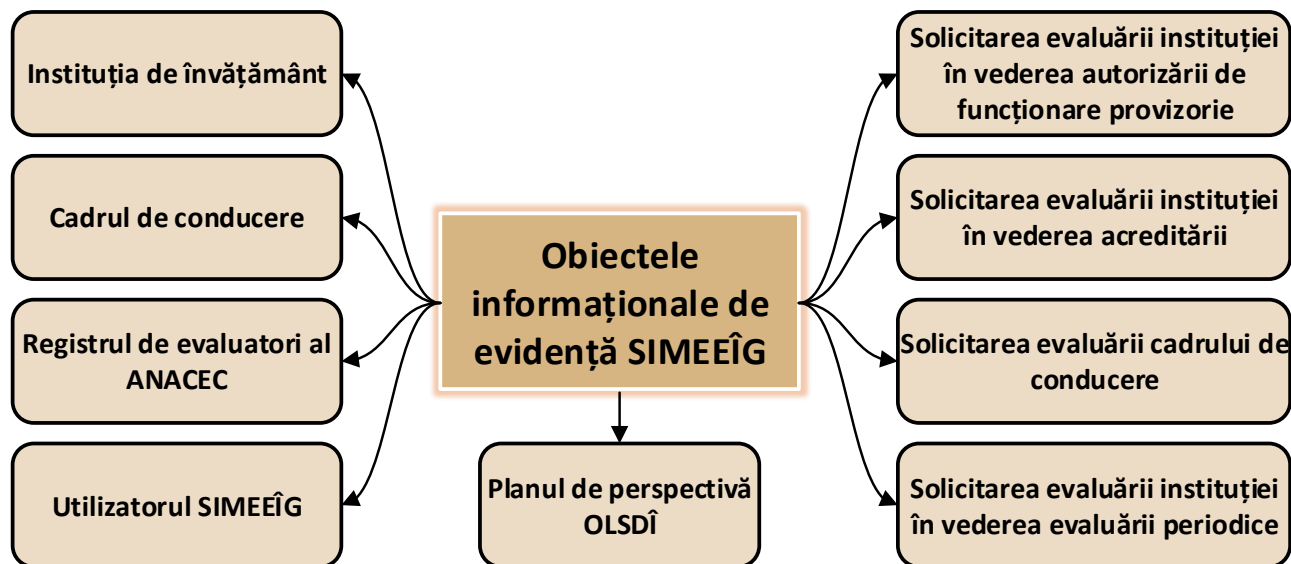 Instituția de învățământ
Cadrul de conducere
Registrul de evaluatori al
ANACEC
Utilizatorul SIMEEÎG
Obiectele
informaționale de
evidență SIMEEÎG
Planul de perspectivă
OLSDÎ
Solicitarea evaluării instituției
în vederea autorizării de
funcționare provizorie
Solicitarea evaluării instituției
în vederea acreditării
Solicitarea evaluării cadrului de
conducere
Solicitarea evaluării instituției
în vederea evaluării periodice